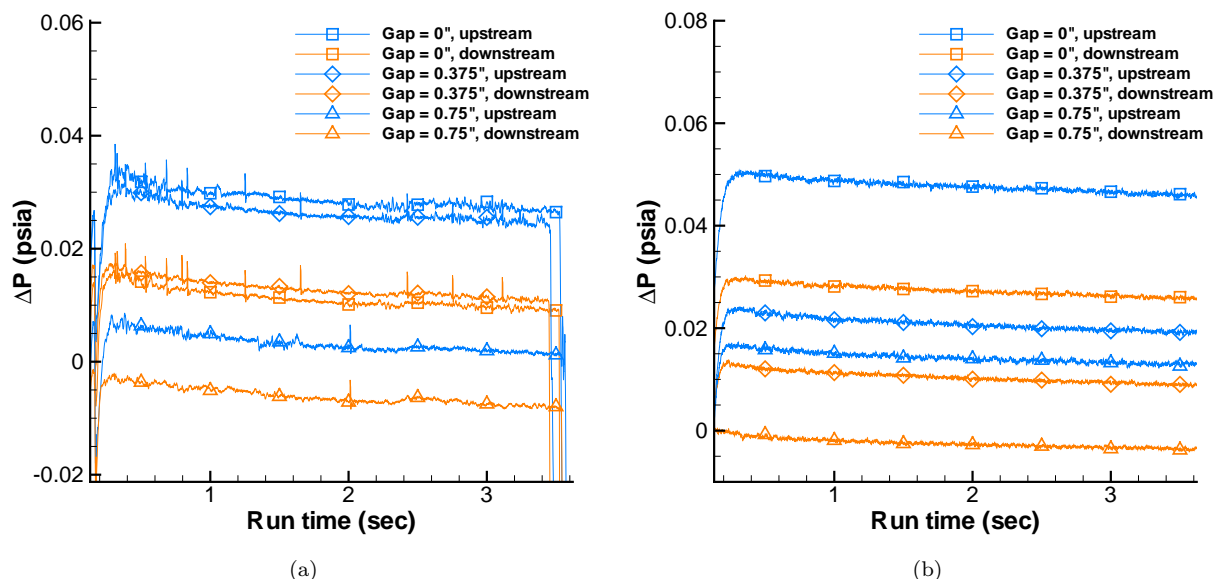 0.06
0.04
0.02
0
-0.02
ΔP (psia)
1
2
3
Run time (sec)
Gap = 0", upstream
Gap = 0", downstream
Gap = 0.375", upstream
Gap = 0.375", downstream
Gap = 0.75", upstream
Gap = 0.75", downstream
(a)
0.08
0.06
0.04
0.02
0
ΔP (psia)
1
2
3
Run time (sec)
Gap = 0", upstream
Gap = 0", downstream
Gap = 0.375", upstream
Gap = 0.375", downstream
Gap = 0.75", upstream
Gap = 0.75", downstream
(b)